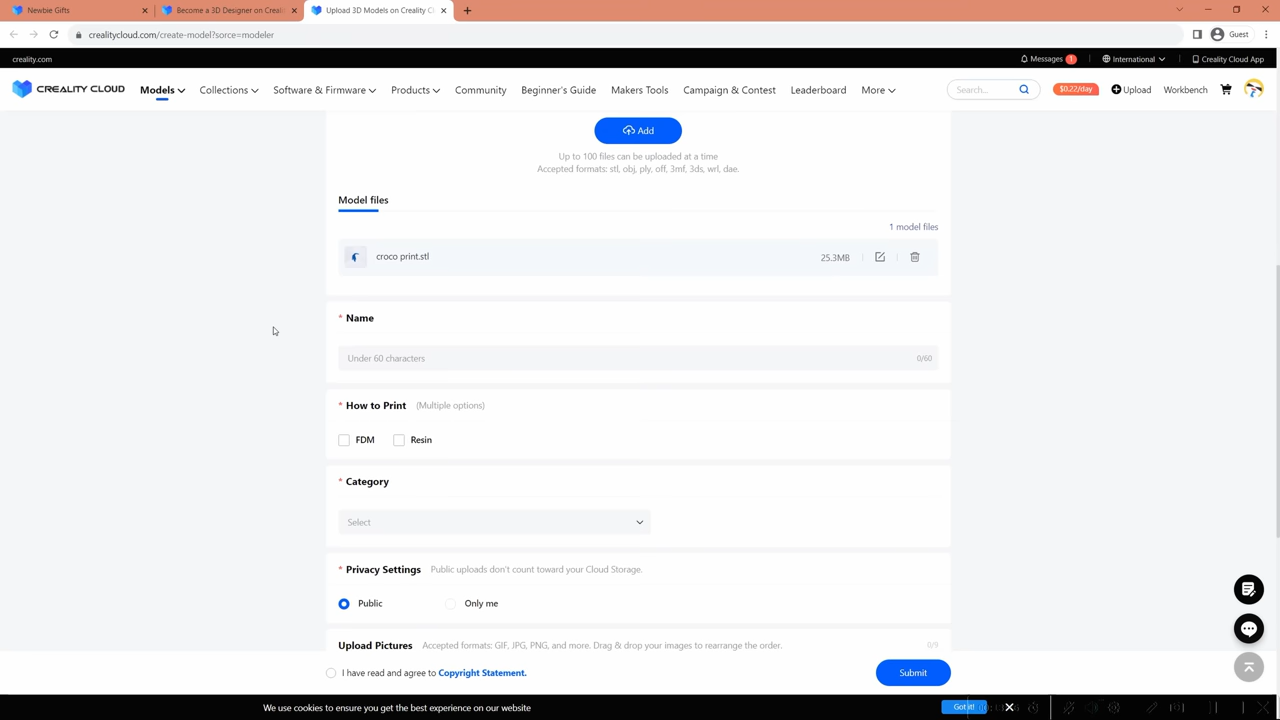 Newbie Gifts
Become a 3D Designer on Creali
Upload 3D Models on Creality C
crealitycloud.com/create-model?sorce=modeler
Guest
creality.com
Messages 1
International
Creality Cloud App
CREALITY CLOUD
Models
Collections
Software & Firmware
Products
Community
Beginner's Guide
Makers Tools
Campaign & Contest
Leaderboard
More
Search...
$0.22/day
Upload
Workbench
Add
Up to 100 files can be uploaded at a time
Accepted formats: stl, obj, ply, off, 3mf, 3ds, wrl, dae.
Model files
1 model files
croco print.stl
25.3MB
* Name
Under 60 characters
0/60
* How to Print (Multiple options)
FDM
Resin
* Category
Select
* Privacy Settings Public uploads don't count toward your Cloud Storage.
Public
Only me
Upload Pictures Accepted formats: GIF, JPG, PNG, and more. Drag & drop your images to rearrange the order.
0/9
I have read and agree to Copyright Statement.
Submit
We use cookies to ensure you get the best experience on our website
Got it!